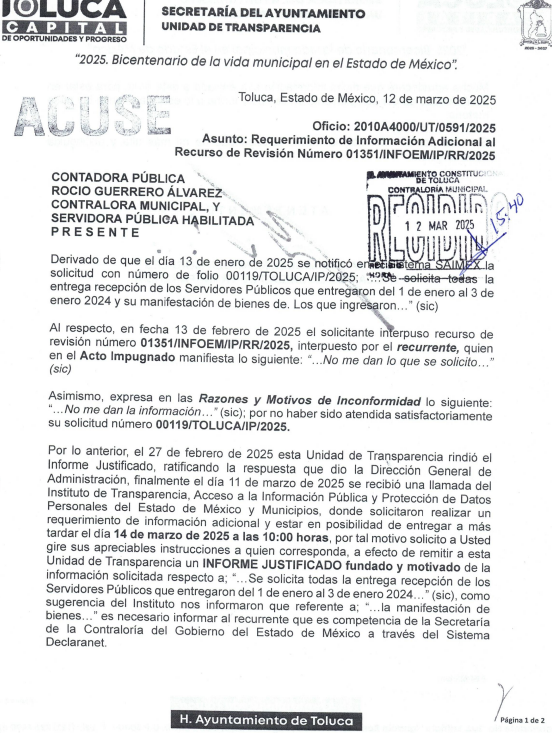 TOLUCA
CAPITAL
DE OPORTUNIDADES Y PROGRESO
SECRETARÍA DEL AYUNTAMIENTO
UNIDAD DE TRANSPARENCIA
“2025. Bicentenario de la vida municipal en el Estado de México”.
ACUSE
Toluca, Estado de México, 12 de marzo de 2025
Oficio: 2010A4000/UT/0591/2025
Asunto: Requerimiento de Información Adicional al
Recurso de Revisión Número 01351/INFOEM/IP/RR/2025
CONTADORA PÚBLICA
ROCIO GUERRERO ÁLVAREZ
CONTRALORA MUNICIPAL, Y
SERVIDORA PÚBLICA HABILITADA
P R E S E N T E
AYUNTAMIENTO CONSTITUCION
DE TOLUCA
CONTRALORÍA MUNICIPAL
RECIBIDO
12 MAR 2025
HORA
15:40
Derivado de que el día 13 de enero de 2025 se notificó en el sistema SAIMEX la
solicitud con número de folio 00119/TOLUCA/IP/2025; “…Se solicita todas la
entrega recepción de los Servidores Públicos que entregaron del 1 de enero al 3 de
enero 2024 y su manifestación de bienes de. Los que ingresaron…” (sic)
Al respecto, en fecha 13 de febrero de 2025 el solicitante interpuso recurso de
revisión número 01351/INFOEM/IP/RR/2025, interpuesto por el recurrente, quien
en el Acto Impugnado manifiesta lo siguiente: “…No me dan lo que se solicito…”
(sic)
Asimismo, expresa en las Razones y Motivos de Inconformidad lo siguiente:
“…No me dan la información…” (sic); por no haber sido atendida satisfactoriamente
su solicitud número 00119/TOLUCA/IP/2025.
Por lo anterior, el 27 de febrero de 2025 esta Unidad de Transparencia rindió el
Informe Justificado, ratificando la respuesta que dio la Dirección General de
Administración, finalmente el día 11 de marzo de 2025 se recibió una llamada del
Instituto de Transparencia, Acceso a la Información Pública y Protección de Datos
Personales del Estado de México y Municipios, donde solicitaron realizar un
requerimiento de información adicional y estar en posibilidad de entregar a más
tardar el día 14 de marzo de 2025 a las 10:00 horas, por tal motivo solicito a Usted
gire sus apreciables instrucciones a quien corresponda, a efecto de remitir a esta
Unidad de Transparencia un INFORME JUSTIFICADO fundado y motivado de la
información solicitada respecto a; “…Se solicita todas la entrega recepción de los
Servidores Públicos que entregaron del 1 de enero al 3 de enero 2024…” (sic), como
sugerencia del Instituto nos informaron que referente a; “…la manifestación de
bienes…” es necesario informar al recurrente que es competencia de la Secretaría
de la Contraloría del Gobierno del Estado de México a través del Sistema
Declaranet.
H. Ayuntamiento de Toluca
Página 1 de 2